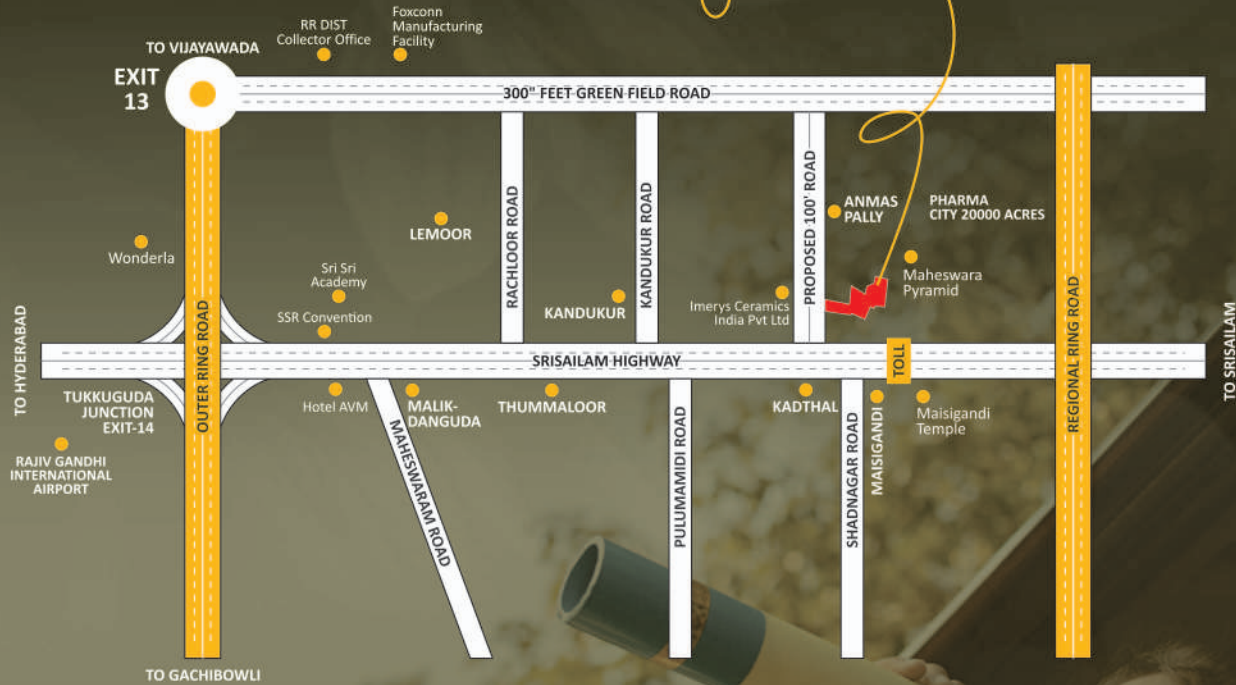 RR DIST
Collector Office
Foxconn
Manufacturing
Facility
TO VIJAYAWADA
EXIT
13
300" FEET GREEN FIELD ROAD
RACHLOOR ROAD
KANDUKUR ROAD
PROPOSED 100' ROAD
ANMAS
PALLY
PHARMA
CITY 20000 ACRES
LEMOOR
Wonderla
Sri Sri
Academy
SSR Convention
KANDUKUR
Imerys Ceramics
India Pvt Ltd
Maheswara
Pyramid
OUTER RING ROAD
REGIONAL RING ROAD
TO HYDERABAD
SRISAILAM HIGHWAY
TOLL
TO SRISAILAM
TUKKUGUDA
JUNCTION
EXIT-14
Hotel AVM
MALIK-
DANGUDA
THUMMALOOR
KADTHAL
MAISIGANDI
Maisigandi
Temple
RAJIV GANDHI
INTERNATIONAL
AIRPORT
MAHESWARAM ROAD
PULUMAMIDI ROAD
SHADNAGAR ROAD
TO GACHIBOWLI